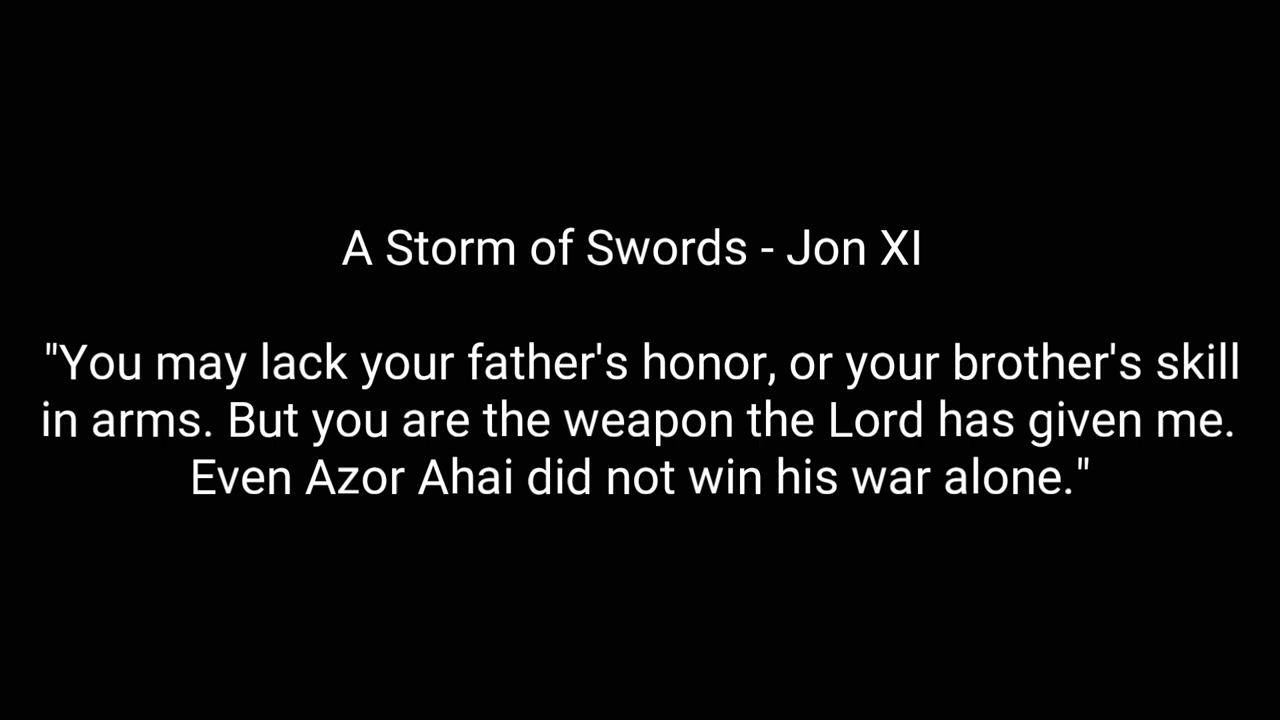 A Storm of Swords - Jon XI
"You may lack your father's honor, or your brother's skill
in arms. But you are the weapon the Lord has given me.
Even Azor Ahai did not win his war alone."